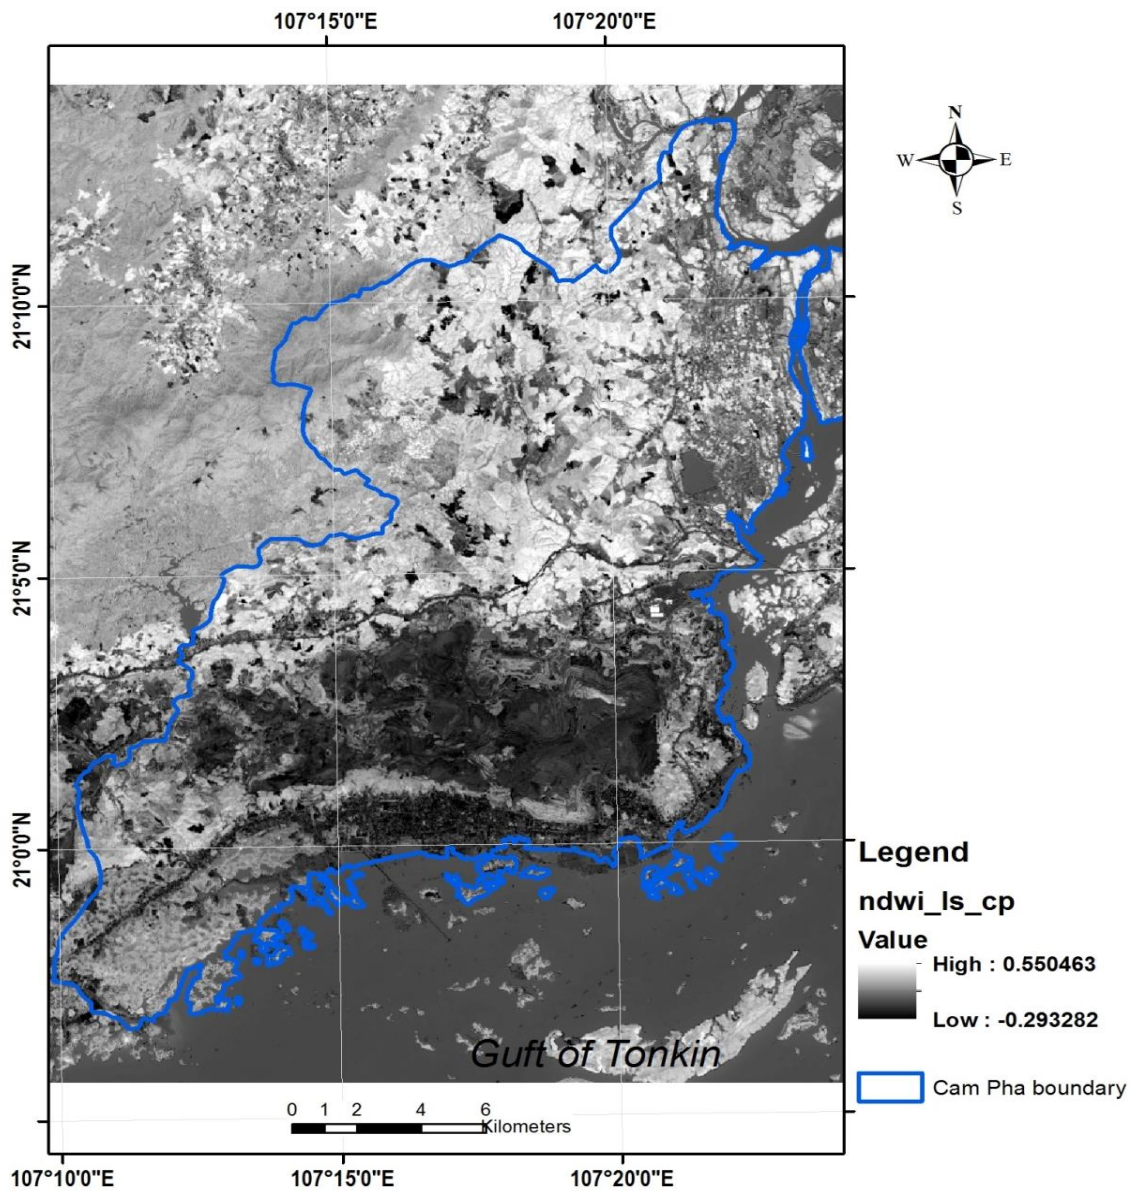 107°15'0"E 107°20'0"E
N
W E
S
21°10'0"N
21°5'0"N
21°0'0"N
Legend
ndwi_ls_cp
Value
High : 0.550463
Low : -0.293282
Guft of Tonkin
Cam Pha boundary
0 1 2 4 6
Kilometers
107°10'0"E 107°15'0"E 107°20'0"E